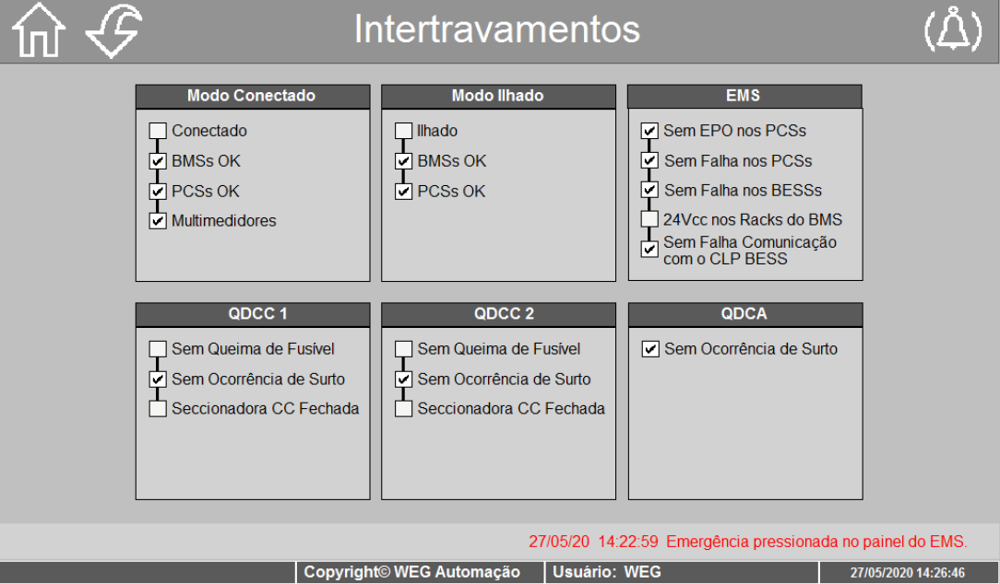 Intertravamentos
Modo Conectado
Conectado
BMSs OK
PCSs OK
Multimedidores
Modo Ilhado
Ilhado
BMSs OK
PCSs OK
EMS
Sem EPO nos PCSs
Sem Falha nos PCSs
Sem Falha nos BESSs
24Vcc nos Racks do BMS
Sem Falha Comunicação
com o CLP BESS
QDCC 1
Sem Queima de Fusível
Sem Ocorrência de Surto
Seccionadora CC Fechada
QDCC 2
Sem Queima de Fusível
Sem Ocorrência de Surto
Seccionadora CC Fechada
QDCA
Sem Ocorrência de Surto
27/05/20 14:22:59 Emergência pressionada no painel do EMS.
Copyright© WEG Automação Usuário: WEG 27/05/2020 14:26:46